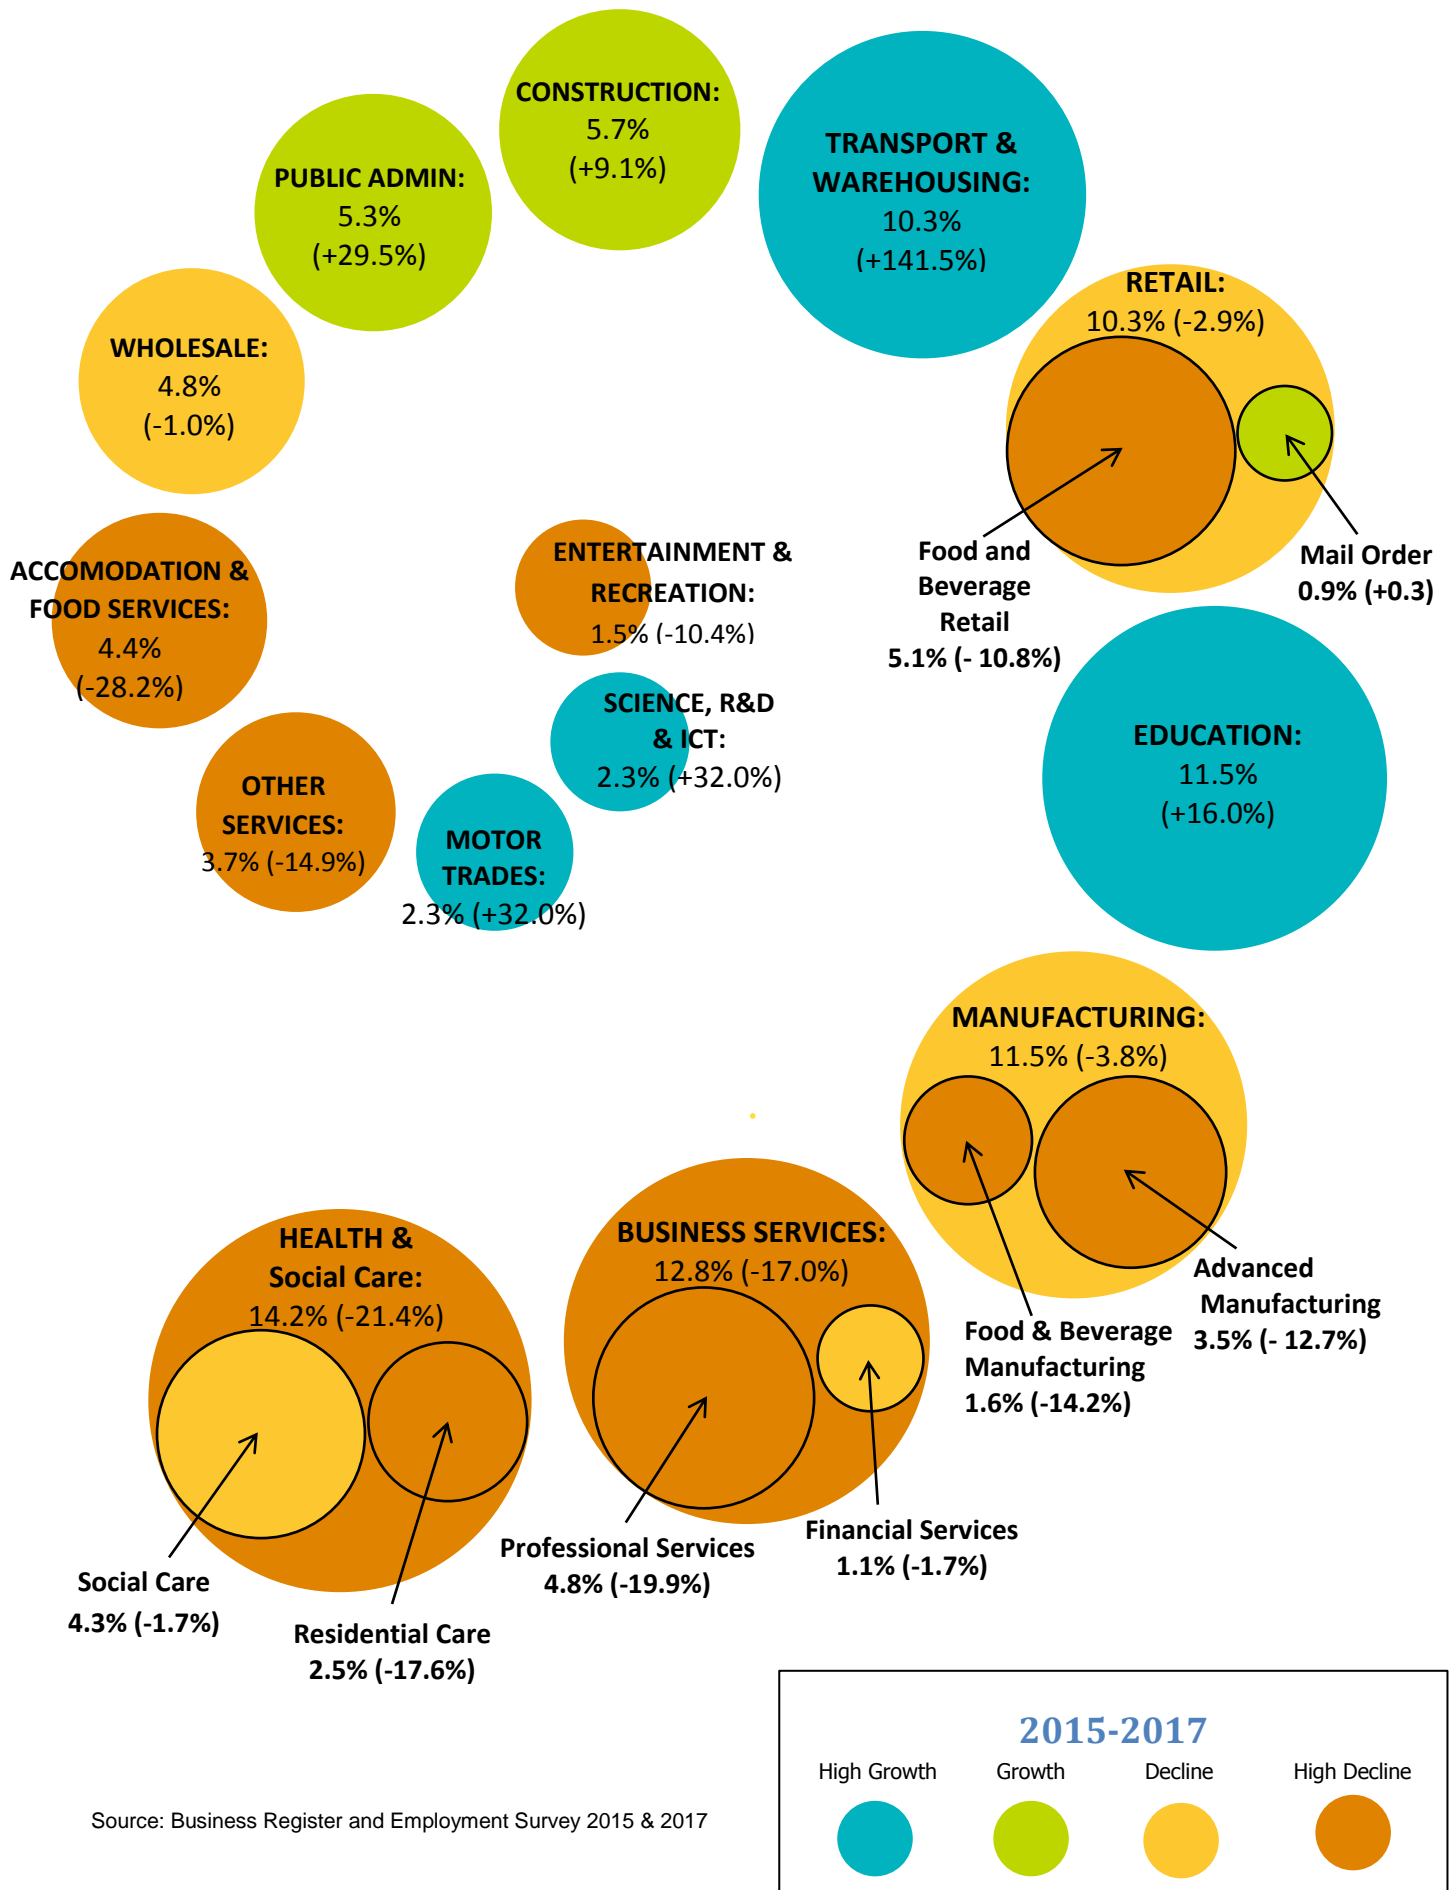 CONSTRUCTION:
5.7%
(+9.1%)
TRANSPORT &
WAREHOUSING:
10.3%
(+141.5%)
PUBLIC ADMIN:
5.3%
(+29.5%)
RETAIL:
10.3% (-2.9%)
WHOLESALE:
4.8%
(-1.0%)
Food and
Beverage
Retail
5.1% (- 10.8%)
Mail Order
0.9% (+0.3)
ACCOMODATION &
FOOD SERVICES:
4.4%
(-28.2%)
ENTERTAINMENT &
RECREATION:
1.5% (-10.4%)
SCIENCE, R&D
& ICT:
2.3% (+32.0%)
EDUCATION:
11.5%
(+16.0%)
OTHER
SERVICES:
3.7% (-14.9%)
MOTOR
TRADES:
2.3% (+32.0%)
MANUFACTURING:
11.5% (-3.8%)
Advanced
Manufacturing
3.5% (- 12.7%)
Food & Beverage
Manufacturing
1.6% (-14.2%)
BUSINESS SERVICES:
12.8% (-17.0%)
HEALTH &
Social Care:
14.2% (-21.4%)
Financial Services
1.1% (-1.7%)
Professional Services
4.8% (-19.9%)
Social Care
4.3% (-1.7%)
Residential Care
2.5% (-17.6%)
2015-2017
High Growth Growth Decline High Decline
Source: Business Register and Employment Survey 2015 & 2017